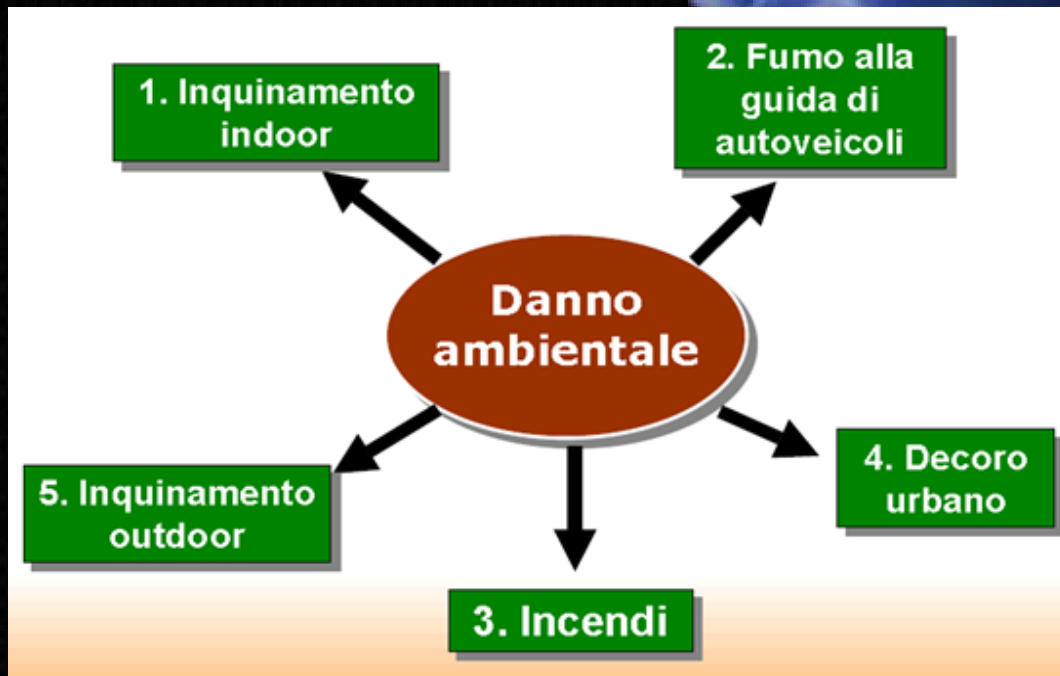 1. Inquinamento
indoor
2. Fumo alla
guida di
autoveicoli
Danno
ambientale
5. Inquinamento
outdoor
4. Decoro
urbano
3. Incendi